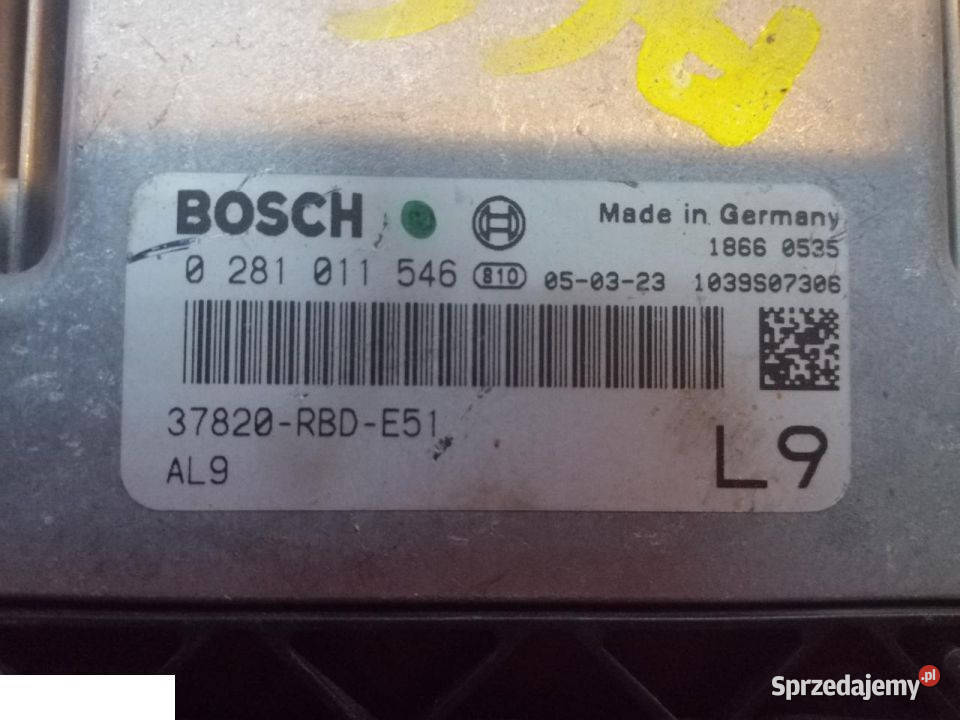 BOSCH
Made in Germany
1866 0535
0 281 011 546 810 05-03-23 1039S07306
37820-RBD-E51
AL9
L9
Sprzedajemy.pl